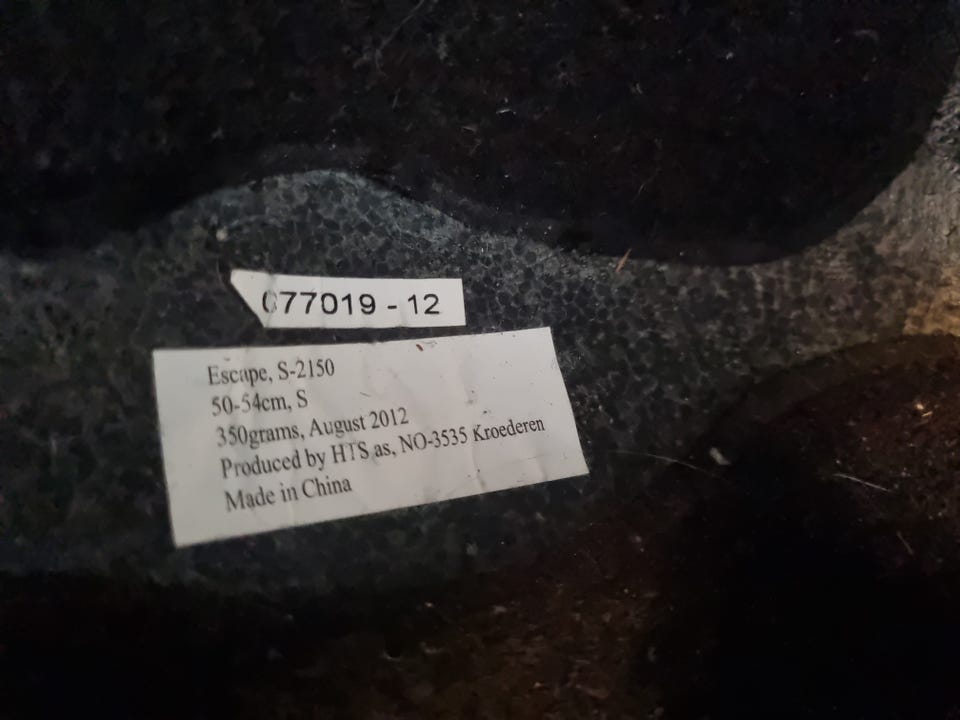 077019 - 12
Escape, S-2150
50-54cm, S
350grams, August 2012
Produced by HTS as, NO-3535 Kroederen
Made in China